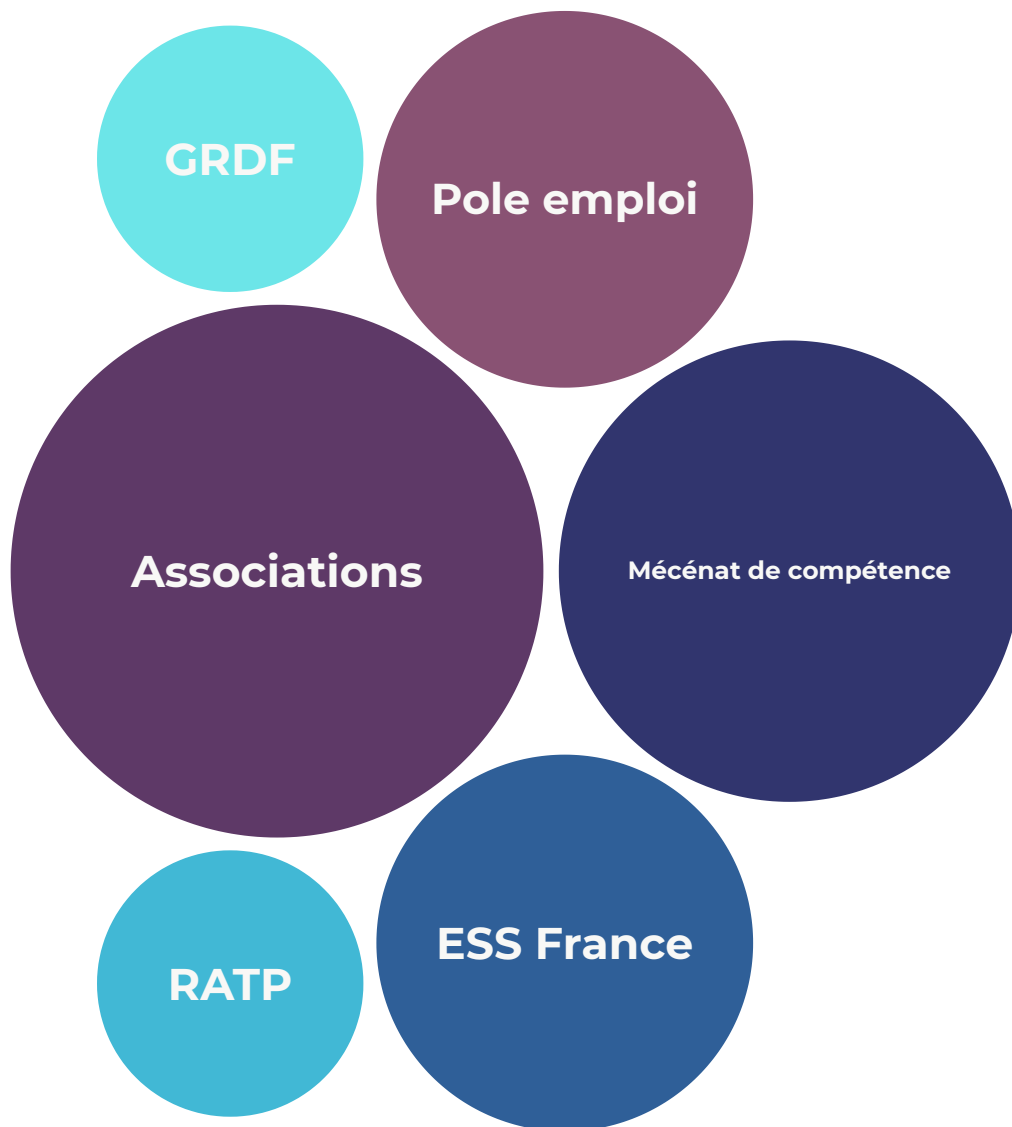 GRDF
Pole emploi
Associations
Mécénat de compétence
ESS France
RATP